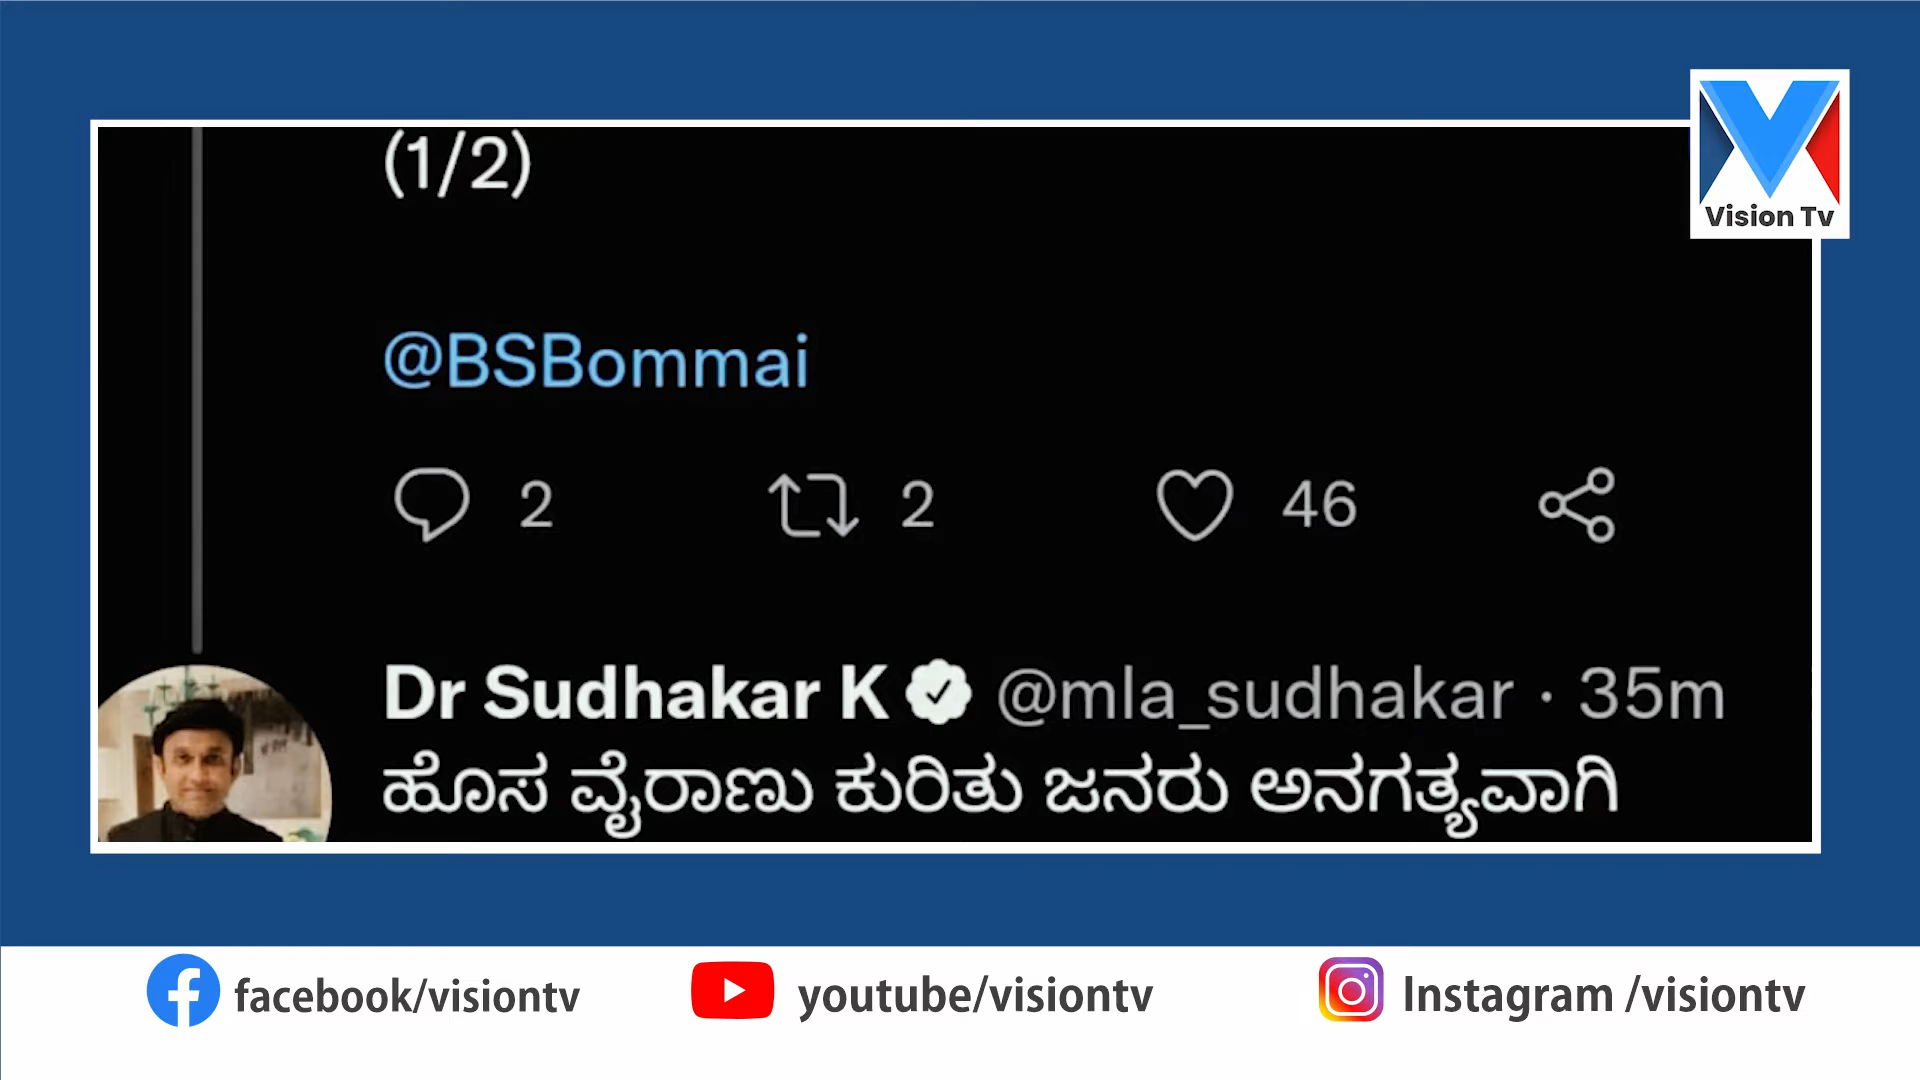 (1/2)
Vision Tv
@BSBommai
2 2 46
Dr Sudhakar K @mla_sudhakar · 35m
ಹೊಸ ವೈರಾಣು ಕುರಿತು ಜನರು ಅನಗತ್ಯವಾಗಿ
facebook/visiontv youtube/visiontv Instagram /visiontv